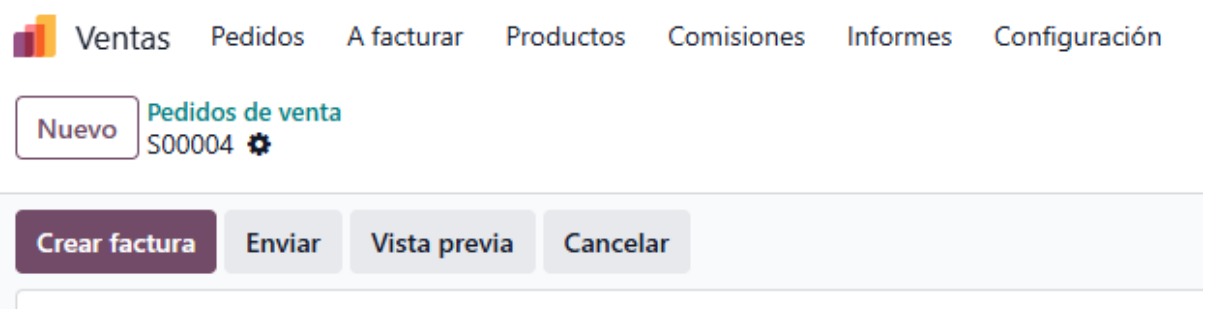 Ventas Pedidos A facturar Productos Comisiones Informes Configuración
Nuevo
Pedidos de venta
S00004
Crear factura Enviar Vista previa Cancelar